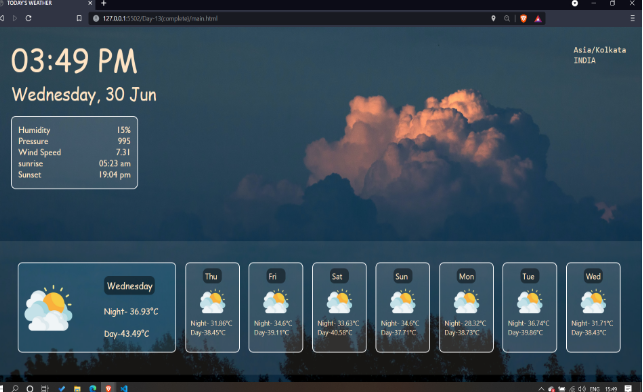 TODAY'S WEATHER
127.0.0.1:5502/Day-13(complete)/main.html
03:49 PM
Asia/Kolkata
INDIA
Wednesday, 30 Jun
Humidity 15%
Pressure 995
Wind Speed 7.31
sunrise 05:23 am
Sunset 19:04 pm
Wednesday
Night- 36.93°C
Day-43.49°C
Thu
Night- 31.06°C
Day-38.45°C
Fri
Night- 34.6°C
Day-39.11°C
Sat
Night- 33.63°C
Day-40.58°C
Sun
Night- 34.6°C
Day-37.71°C
Mon
Night- 28.32°C
Day-38.73°C
Tue
Night- 36.74°C
Day-39.86°C
Wed
Night- 31.71°C
Day-38.43°C
ENG 15:49